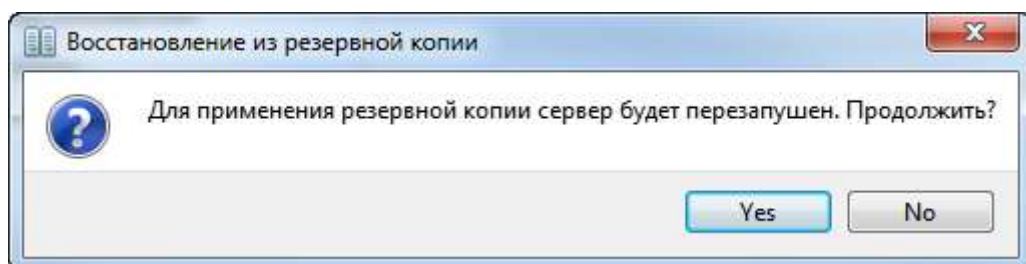 Восстановление из резервной копии
Для применения резервной копии сервер будет перезапушен. Продолжить?
Yes
No